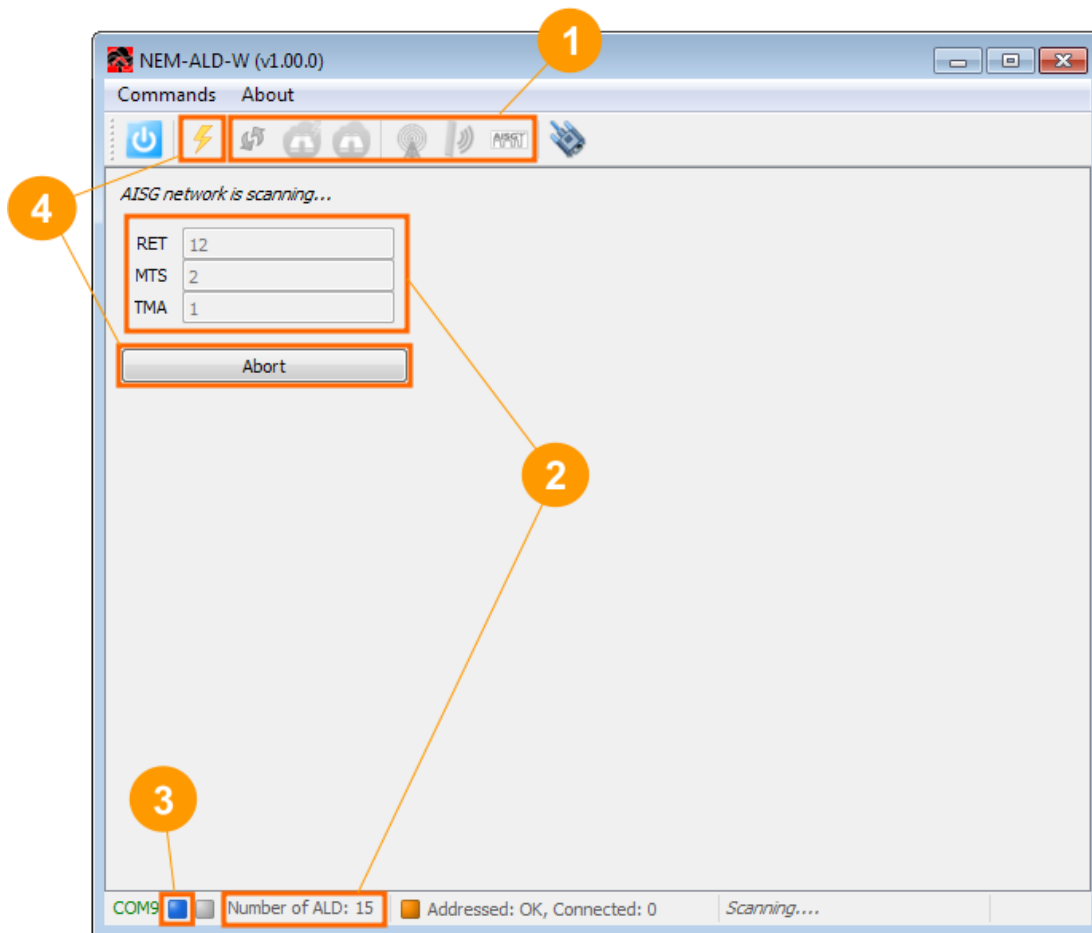 1
NEM-ALD-W (v1.00.0)
Commands About
AISG
4
AISG network is scanning...
RET 12
MTS 2
TMA 1
Abort
2
3
COM9 Number of ALD: 15 Addressed: OK, Connected: 0 Scanning....